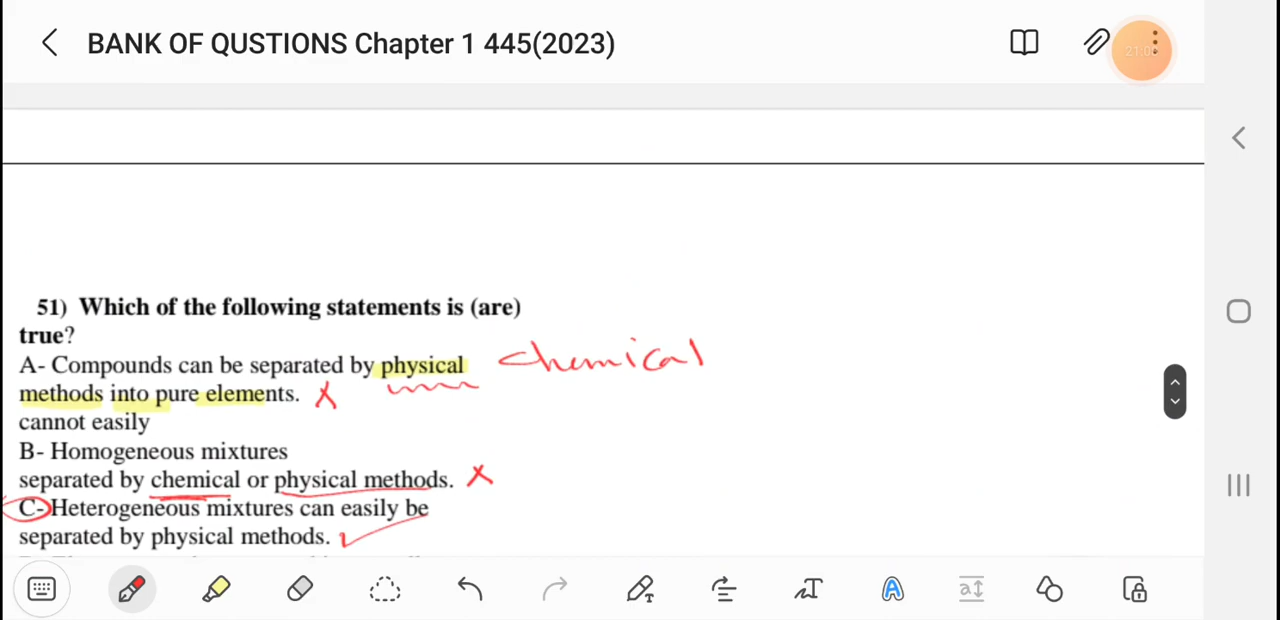 BANK OF QUSTIONS Chapter 1 445(2023)
21:00
51) Which of the following statements is (are)
true?
A- Compounds can be separated by physical chemical
methods into pure elements. X
cannot easily
B- Homogeneous mixtures
separated by chemical or physical methods. X
C- Heterogeneous mixtures can easily be
separated by physical methods.